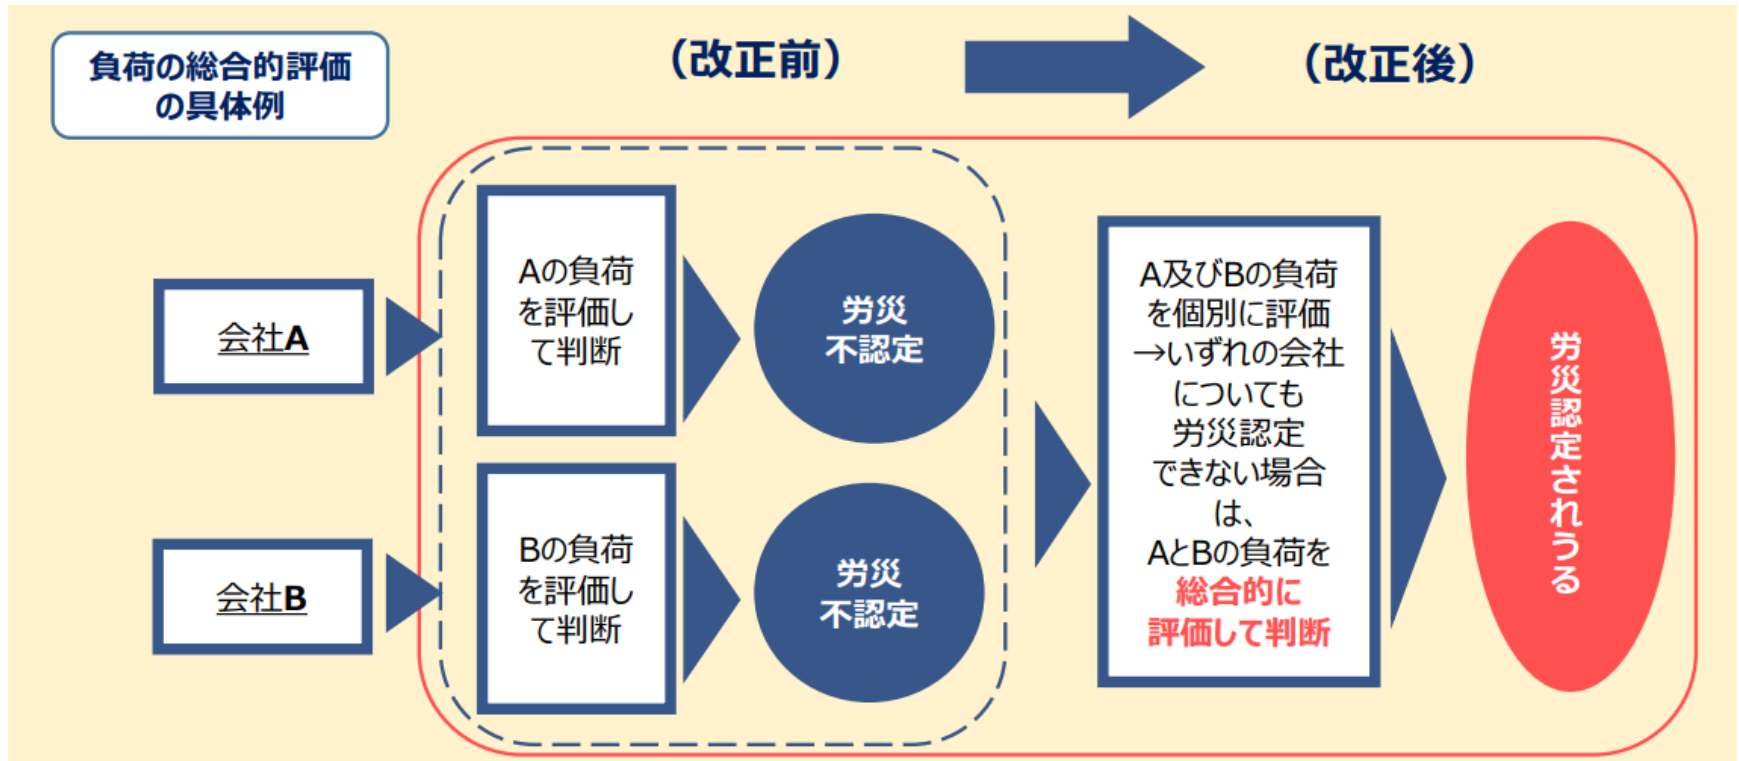 負荷の総合的評価
の具体例
（改正前）
（改正後）
会社A
Aの負荷
を評価し
て判断
労災
不認定
会社B
Bの負荷
を評価し
て判断
労災
不認定
A及びBの負荷
を個別に評価
→いずれの会社
についても
労災認定
できない場合
は、
AとBの負荷を
総合的に
評価して判断
労災認定されうる